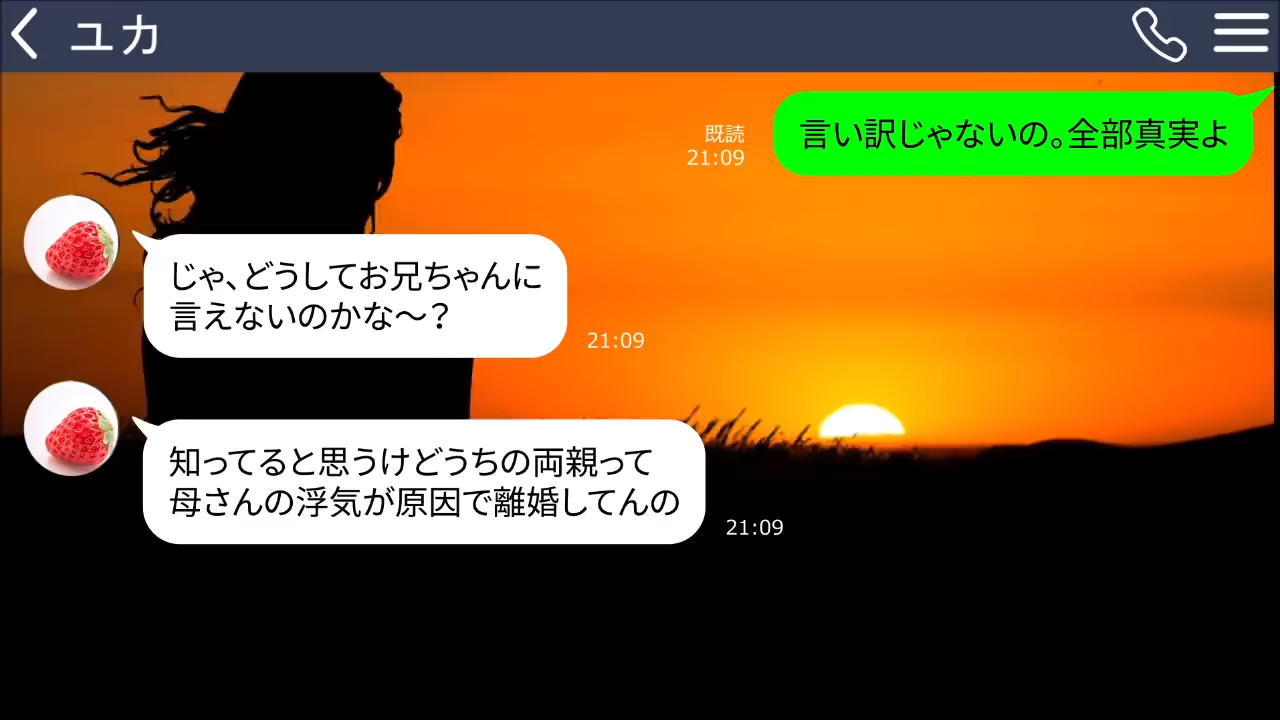 ユカ
言い訳じゃないの。全部真実よ
既読
21:09
じゃ、どうしてお兄ちゃんに
言えないのかな〜？
21:09
知ってると思うけどうちの両親って
母さんの浮気が原因で離婚してんの
21:09